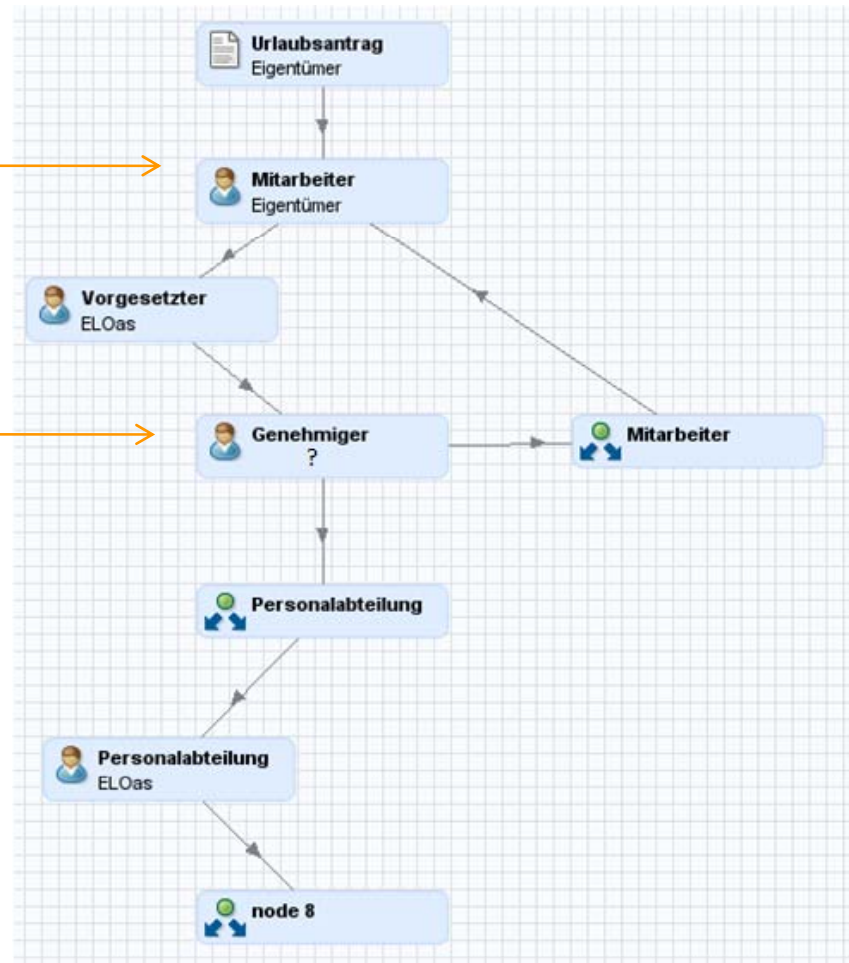 Urlaubsantrag
Eigentümer
Mitarbeiter
Eigentümer
Vorgesetzter
ELOas
Genehmiger
?
Mitarbeiter
Personalabteilung
Personalabteilung
ELOas
node 8